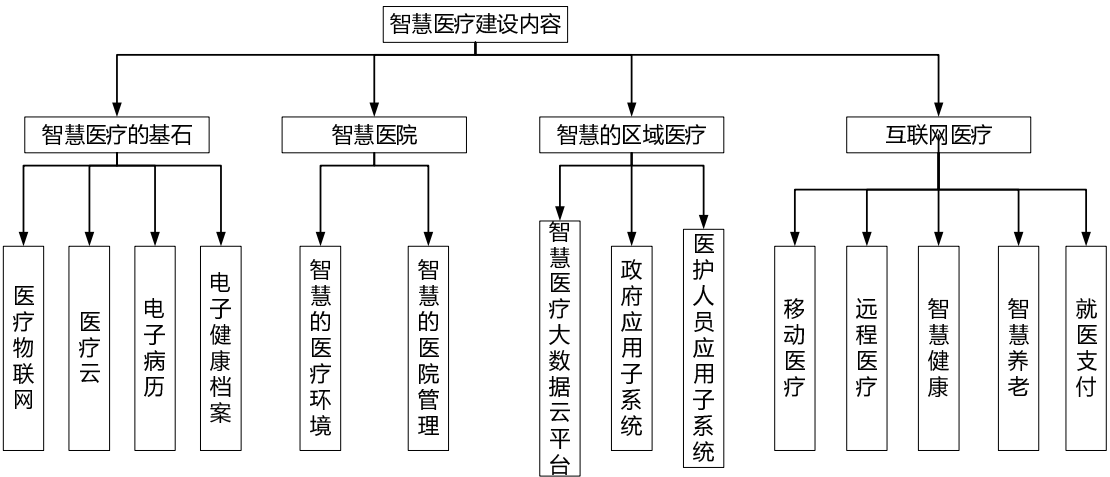 智慧医疗建设内容
智慧医疗的基石
智慧医院
智慧的区域医疗
互联网医疗
医疗物联网
医疗云
电子病历
电子健康档案
智慧的医疗环境
智慧的医院管理
智慧医疗大数据云平台
政府应用子系统
医护人员应用子系统
移动医疗
远程医疗
智慧健康
智慧养老
就医支付